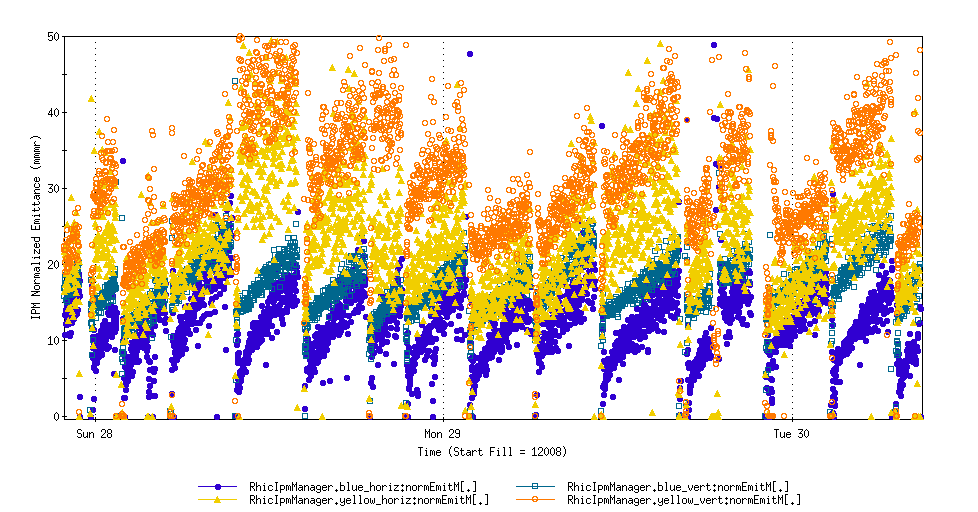 50
40
30
20
10
0
IPM Normalized Emittance (mmmr)
Sun 28 Mon 29 Tue 30
Time (Start Fill = 12008)
RhicIpmManager.blue_horiz:normEmitM[.] RhicIpmManager.blue_vert:normEmitM[.]
RhicIpmManager.yellow_horiz:normEmitM[.] RhicIpmManager.yellow_vert:normEmitM[.]